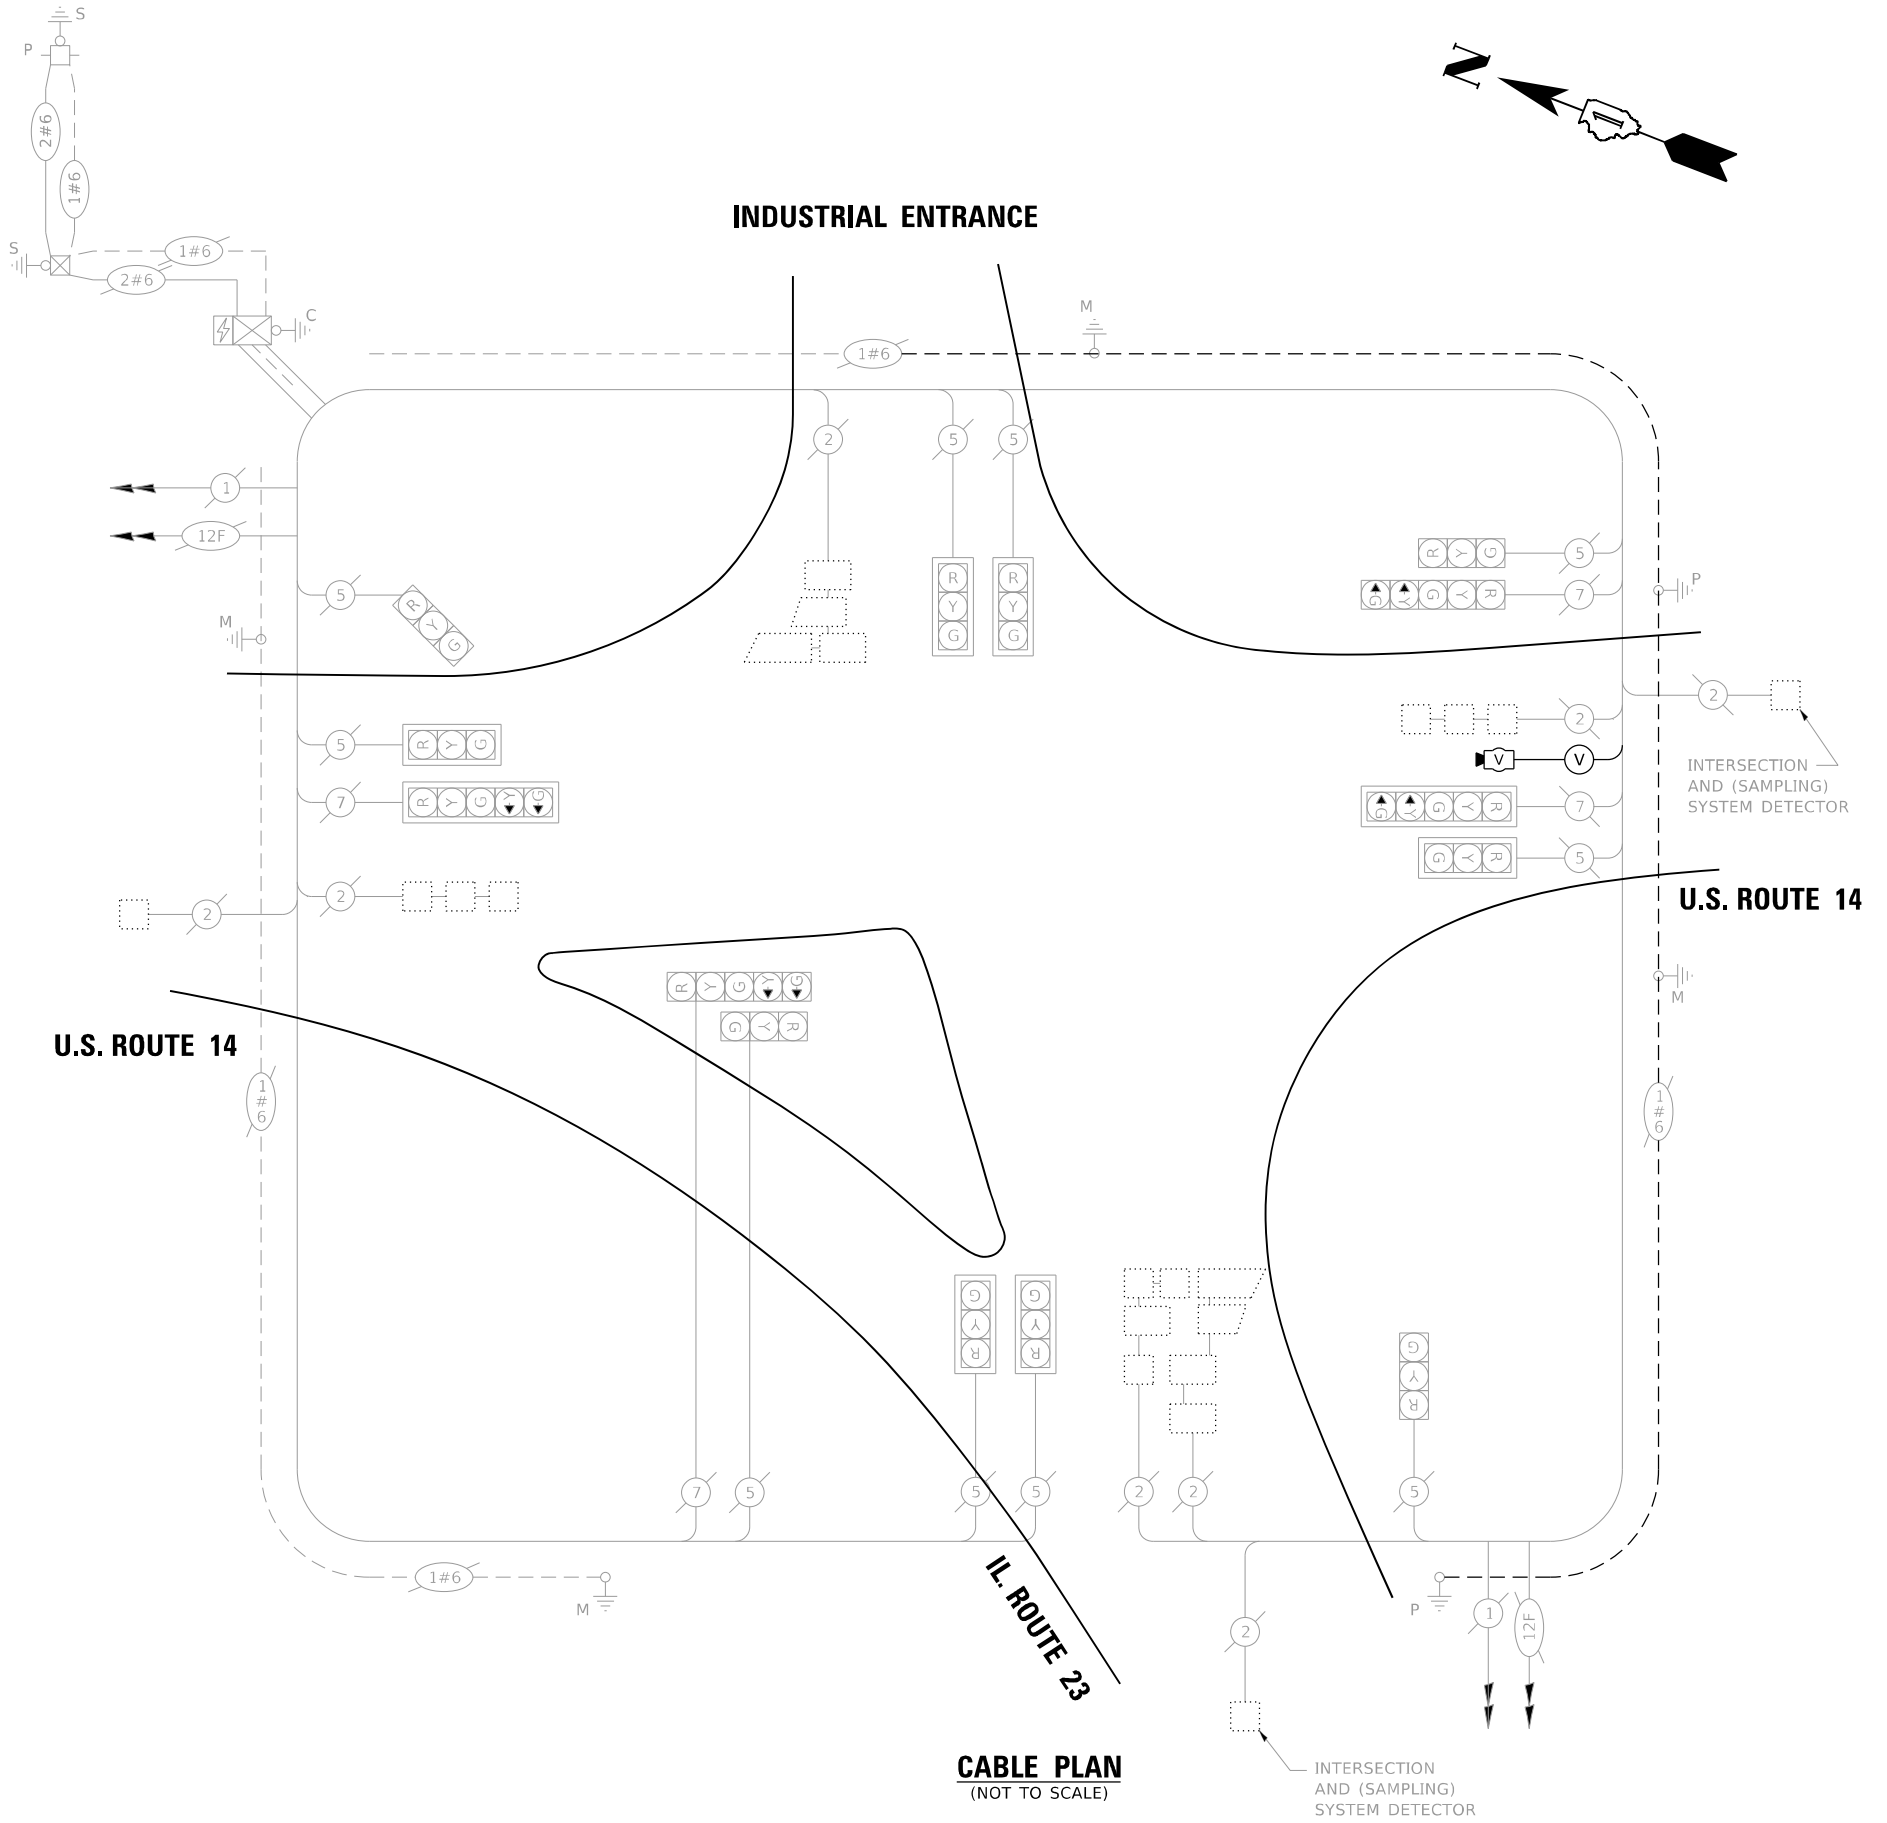 S
P
N
1
2#6
1#6
INDUSTRIAL ENTRANCE
S
1#6
2#6
C
M
1#6
2
5
5
1
12F
R Y G
5
R
Y
G
R
Y
G
G Y G Y R
7
P
5
R Y G
M
2
2
5
R Y G
V
V
INTERSECTION
AND (SAMPLING)
SYSTEM DETECTOR
7
R Y G Y G
G Y G Y R
7
G Y R
5
2
2
U.S. ROUTE 14
R Y G Y G
M
G Y R
U.S. ROUTE 14
1
#
6
1
#
6
G
Y
R
G
Y
R
G
Y
R
7
5
5
5
2
2
5
1#6
M
P
1
12F
2
IL. ROUTE 23
CABLE PLAN
(NOT TO SCALE)
INTERSECTION
AND (SAMPLING)
SYSTEM DETECTOR